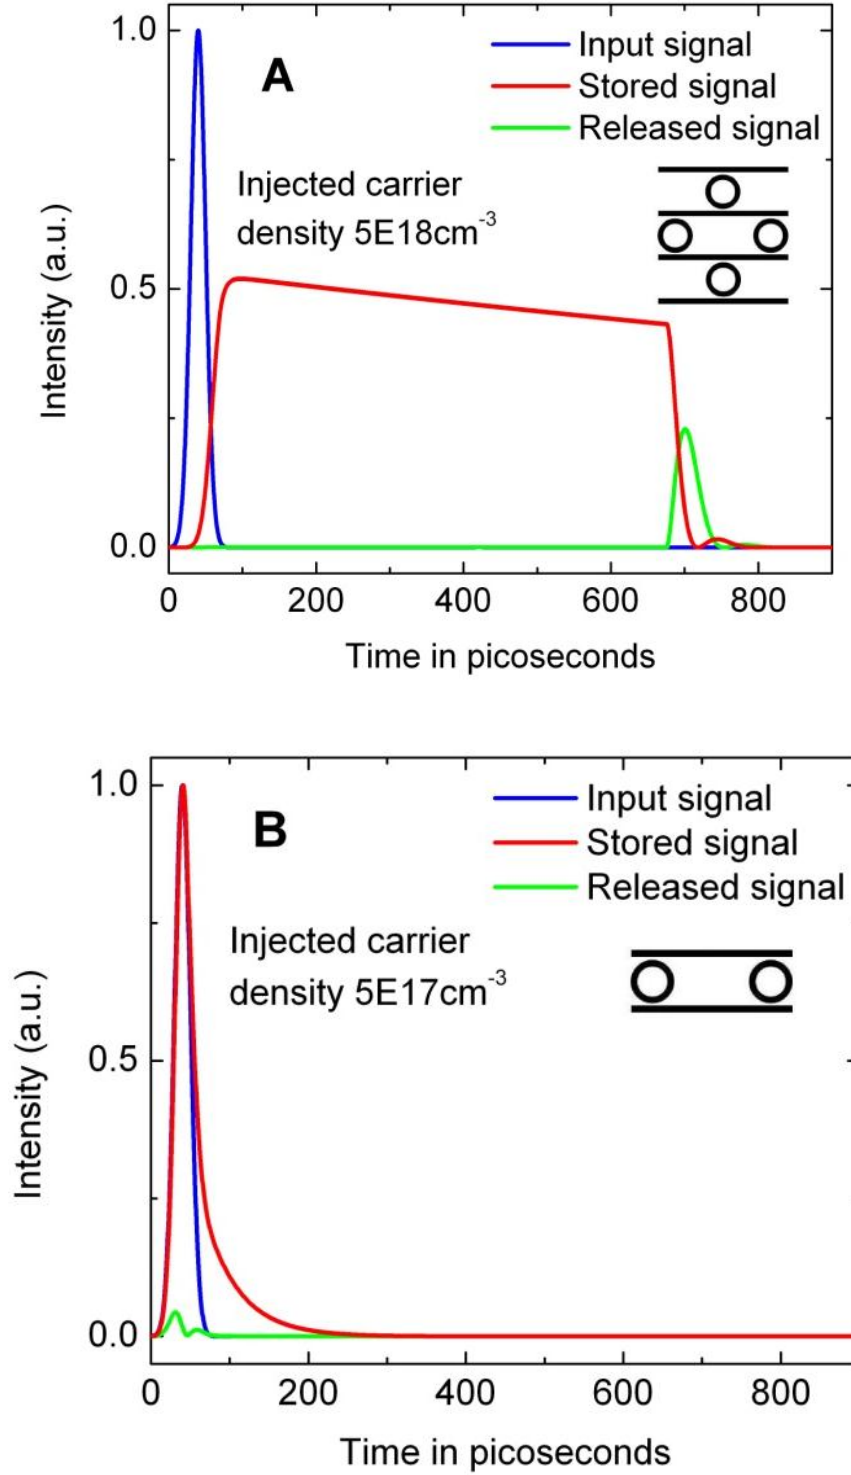 A
Input signal
Stored signal
Released signal
Injected carrier
density 5E18cm⁻³
1.0
0.5
0.0
Intensity (a.u.)
0 200 400 600 800
Time in picoseconds
B
Input signal
Stored signal
Released signal
Injected carrier
density 5E17cm⁻³
1.0
0.5
0.0
Intensity (a.u.)
0 200 400 600 800
Time in picoseconds